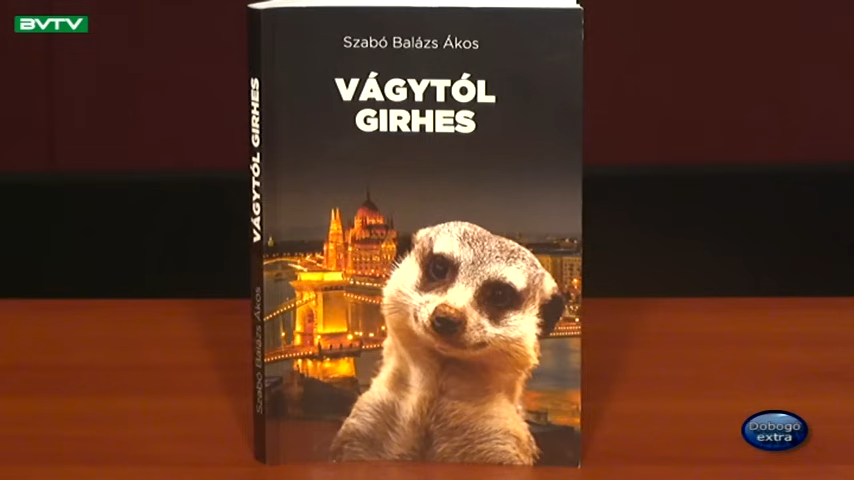 BVTV
Szabó Balázs Ákos
VÁGYTÓL
GIRHES
VÁGYTÓL GIRHES
Szabó Balázs Ákos
Dobogó
extra